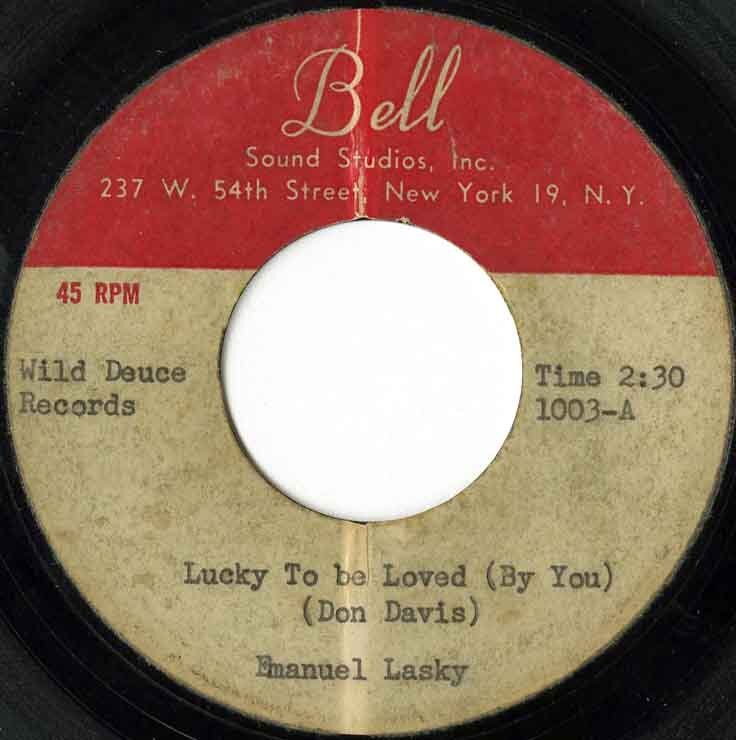 Bell
Sound Studios, Inc.
237 W. 54th Street, New York 19, N. Y.
45 RPM
Wild Deuce
Records
Time 2:30
1003-A
Lucky To be Loved (By You)
(Don Davis)
Emanuel Lasky